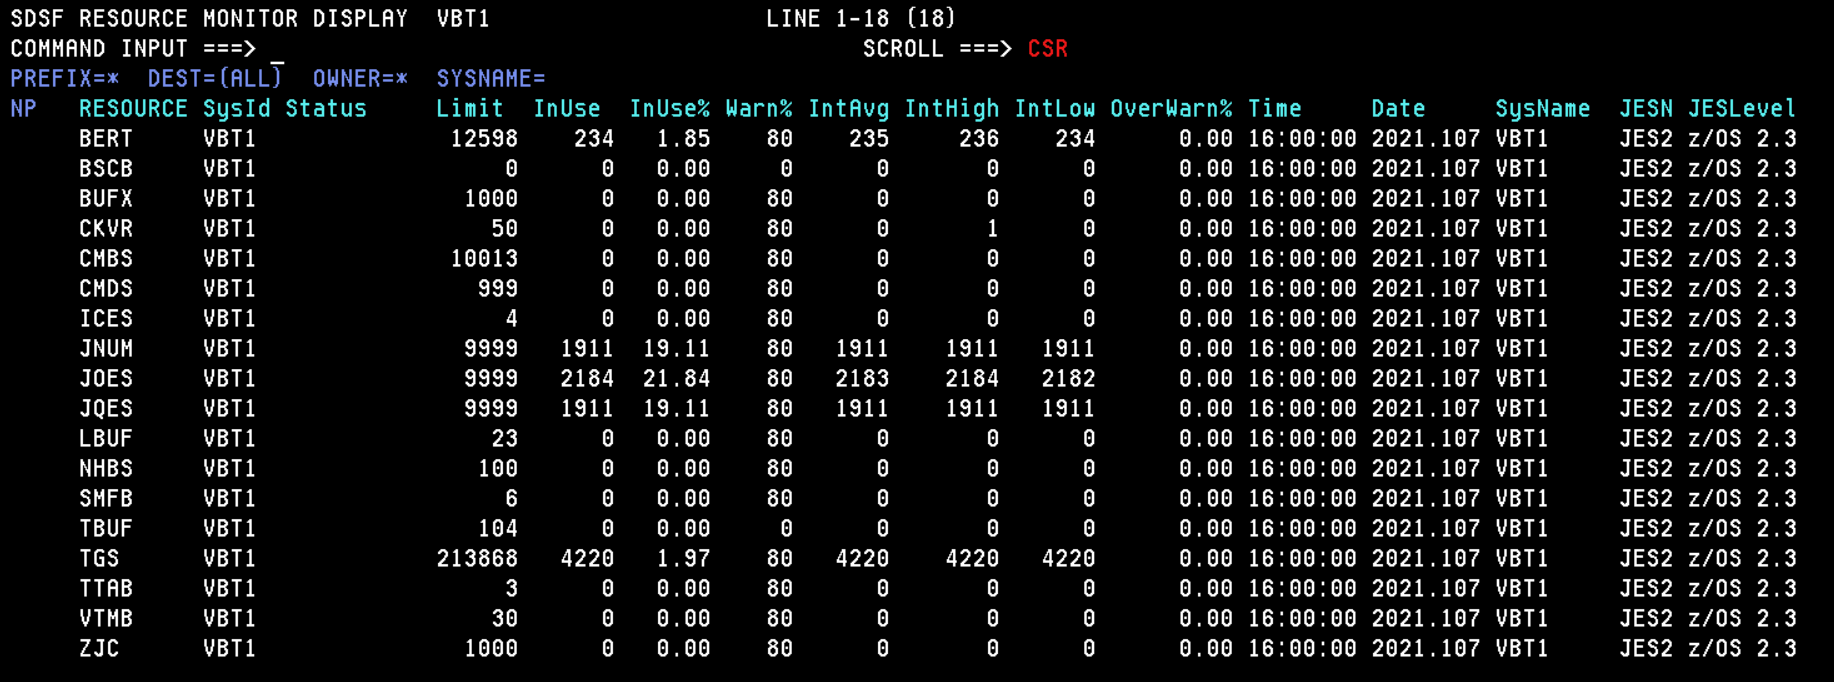 SDSF RESOURCE MONITOR DISPLAY  VBT1                    LINE 1-18 (18)
COMMAND INPUT ===> _                                          SCROLL ===> CSR
PREFIX=*  DEST=(ALL)  OWNER=*  SYSNAME=
NP   RESOURCE SysId Status     Limit  InUse  InUse% Warn% IntAvg IntHigh IntLow OverWarn% Time     Date     SysName  JESN JESLevel
     BERT     VBT1              12598    234   1.85    80    235     236    234      0.00 16:00:00 2021.107 VBT1     JES2 z/OS 2.3
     BSCB     VBT1                  0      0   0.00     0      0       0      0      0.00 16:00:00 2021.107 VBT1     JES2 z/OS 2.3
     BUFX     VBT1               1000      0   0.00    80      0       0      0      0.00 16:00:00 2021.107 VBT1     JES2 z/OS 2.3
     CKVR     VBT1                 50      0   0.00    80      0       1      0      0.00 16:00:00 2021.107 VBT1     JES2 z/OS 2.3
     CMBS     VBT1              10013      0   0.00    80      0       0      0      0.00 16:00:00 2021.107 VBT1     JES2 z/OS 2.3
     CMDS     VBT1                999      0   0.00    80      0       0      0      0.00 16:00:00 2021.107 VBT1     JES2 z/OS 2.3
     ICES     VBT1                  4      0   0.00    80      0       0      0      0.00 16:00:00 2021.107 VBT1     JES2 z/OS 2.3
     JNUM     VBT1               9999   1911  19.11    80   1911    1911   1911      0.00 16:00:00 2021.107 VBT1     JES2 z/OS 2.3
     JOES     VBT1               9999   2184  21.84    80   2183    2184   2182      0.00 16:00:00 2021.107 VBT1     JES2 z/OS 2.3
     JQES     VBT1               9999   1911  19.11    80   1911    1911   1911      0.00 16:00:00 2021.107 VBT1     JES2 z/OS 2.3
     LBUF     VBT1                 23      0   0.00    80      0       0      0      0.00 16:00:00 2021.107 VBT1     JES2 z/OS 2.3
     NHBS     VBT1                100      0   0.00    80      0       0      0      0.00 16:00:00 2021.107 VBT1     JES2 z/OS 2.3
     SMFB     VBT1                  6      0   0.00    80      0       0      0      0.00 16:00:00 2021.107 VBT1     JES2 z/OS 2.3
     TBUF     VBT1                104      0   0.00     0      0       0      0      0.00 16:00:00 2021.107 VBT1     JES2 z/OS 2.3
     TGS      VBT1             213868   4220   1.97    80   4220    4220   4220      0.00 16:00:00 2021.107 VBT1     JES2 z/OS 2.3
     TTAB     VBT1                  3      0   0.00    80      0       0      0      0.00 16:00:00 2021.107 VBT1     JES2 z/OS 2.3
     VTMB     VBT1                 30      0   0.00    80      0       0      0      0.00 16:00:00 2021.107 VBT1     JES2 z/OS 2.3
     ZJC      VBT1               1000      0   0.00    80      0       0      0      0.00 16:00:00 2021.107 VBT1     JES2 z/OS 2.3